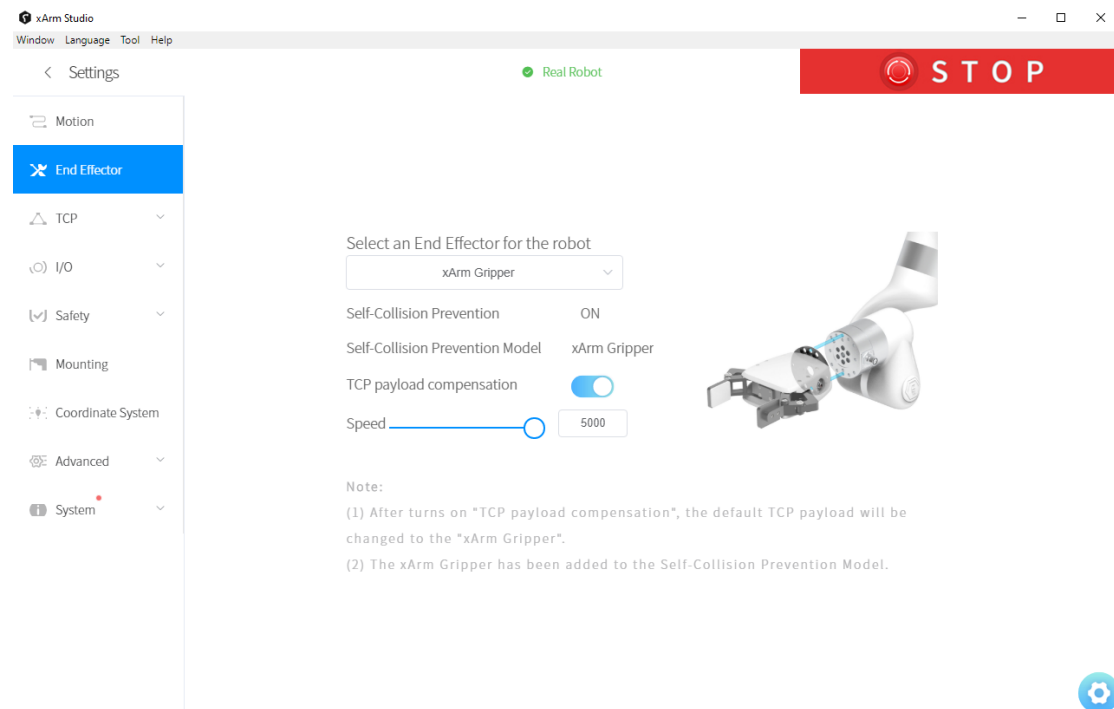 xArm Studio
Window Language Tool Help
Settings
Real Robot
STOP
Motion
End Effector
TCP
I/O
Safety
Mounting
Coordinate System
Advanced
System
Select an End Effector for the robot
xArm Gripper
Self-Collision Prevention ON
Self-Collision Prevention Model xArm Gripper
TCP payload compensation
Speed 5000
Note:
(1) After turns on "TCP payload compensation", the default TCP payload will be
changed to the "xArm Gripper".
(2) The xArm Gripper has been added to the Self-Collision Prevention Model.